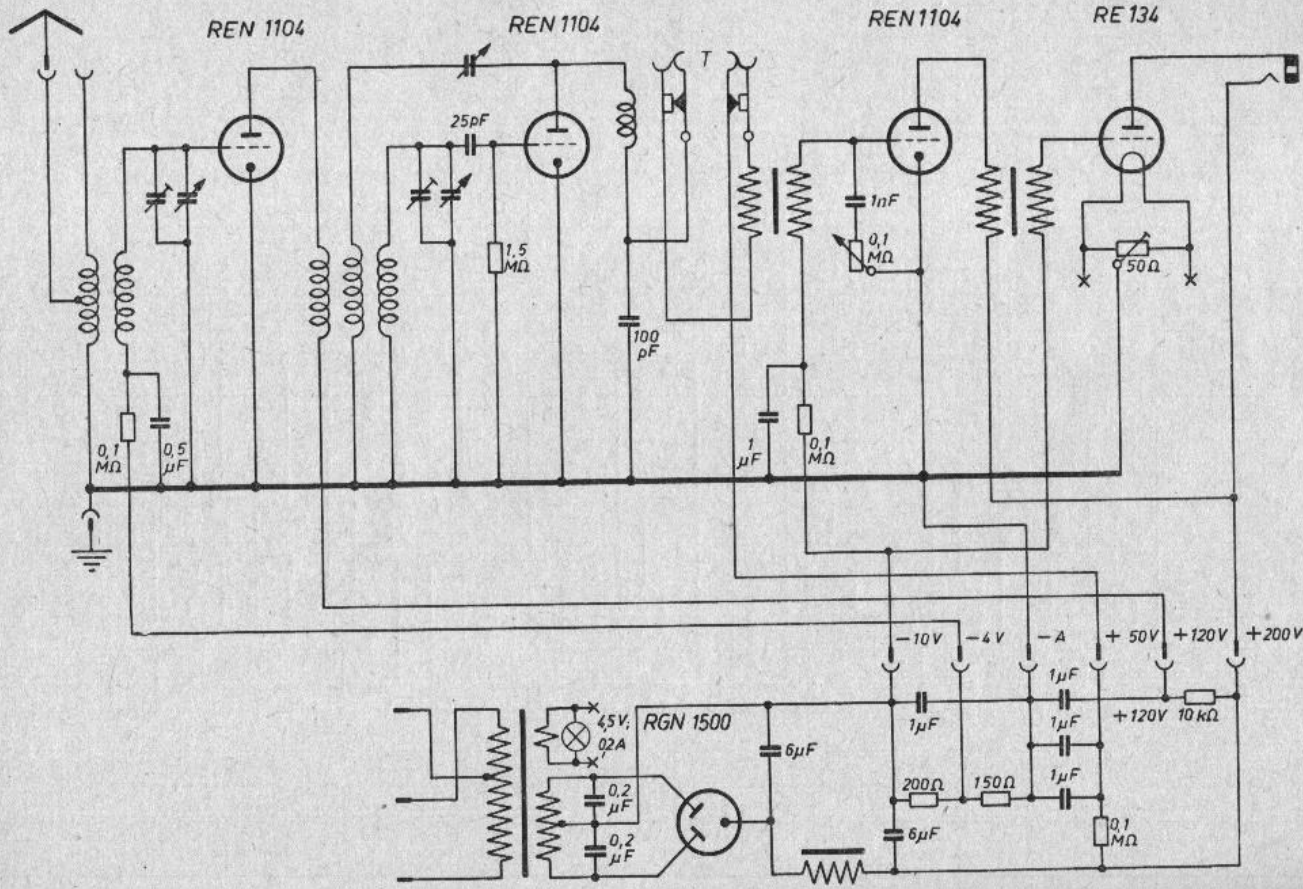 REN 1104
REN 1104
T
REN 1104
RE 134
25pF
1nF
0,1
MΩ
50Ω
1,5
MΩ
100
pF
0,1
MΩ
0,5
µF
1
µF
0,1
MΩ
−10V
−4V
−A
+50V
+120V
+200V
4,5V;
0,2A
RGN 1500
6µF
1µF
1µF
+120V
10kΩ
1µF
200Ω
150Ω
1µF
0,2
µF
0,2
µF
6µF
0,1
MΩ